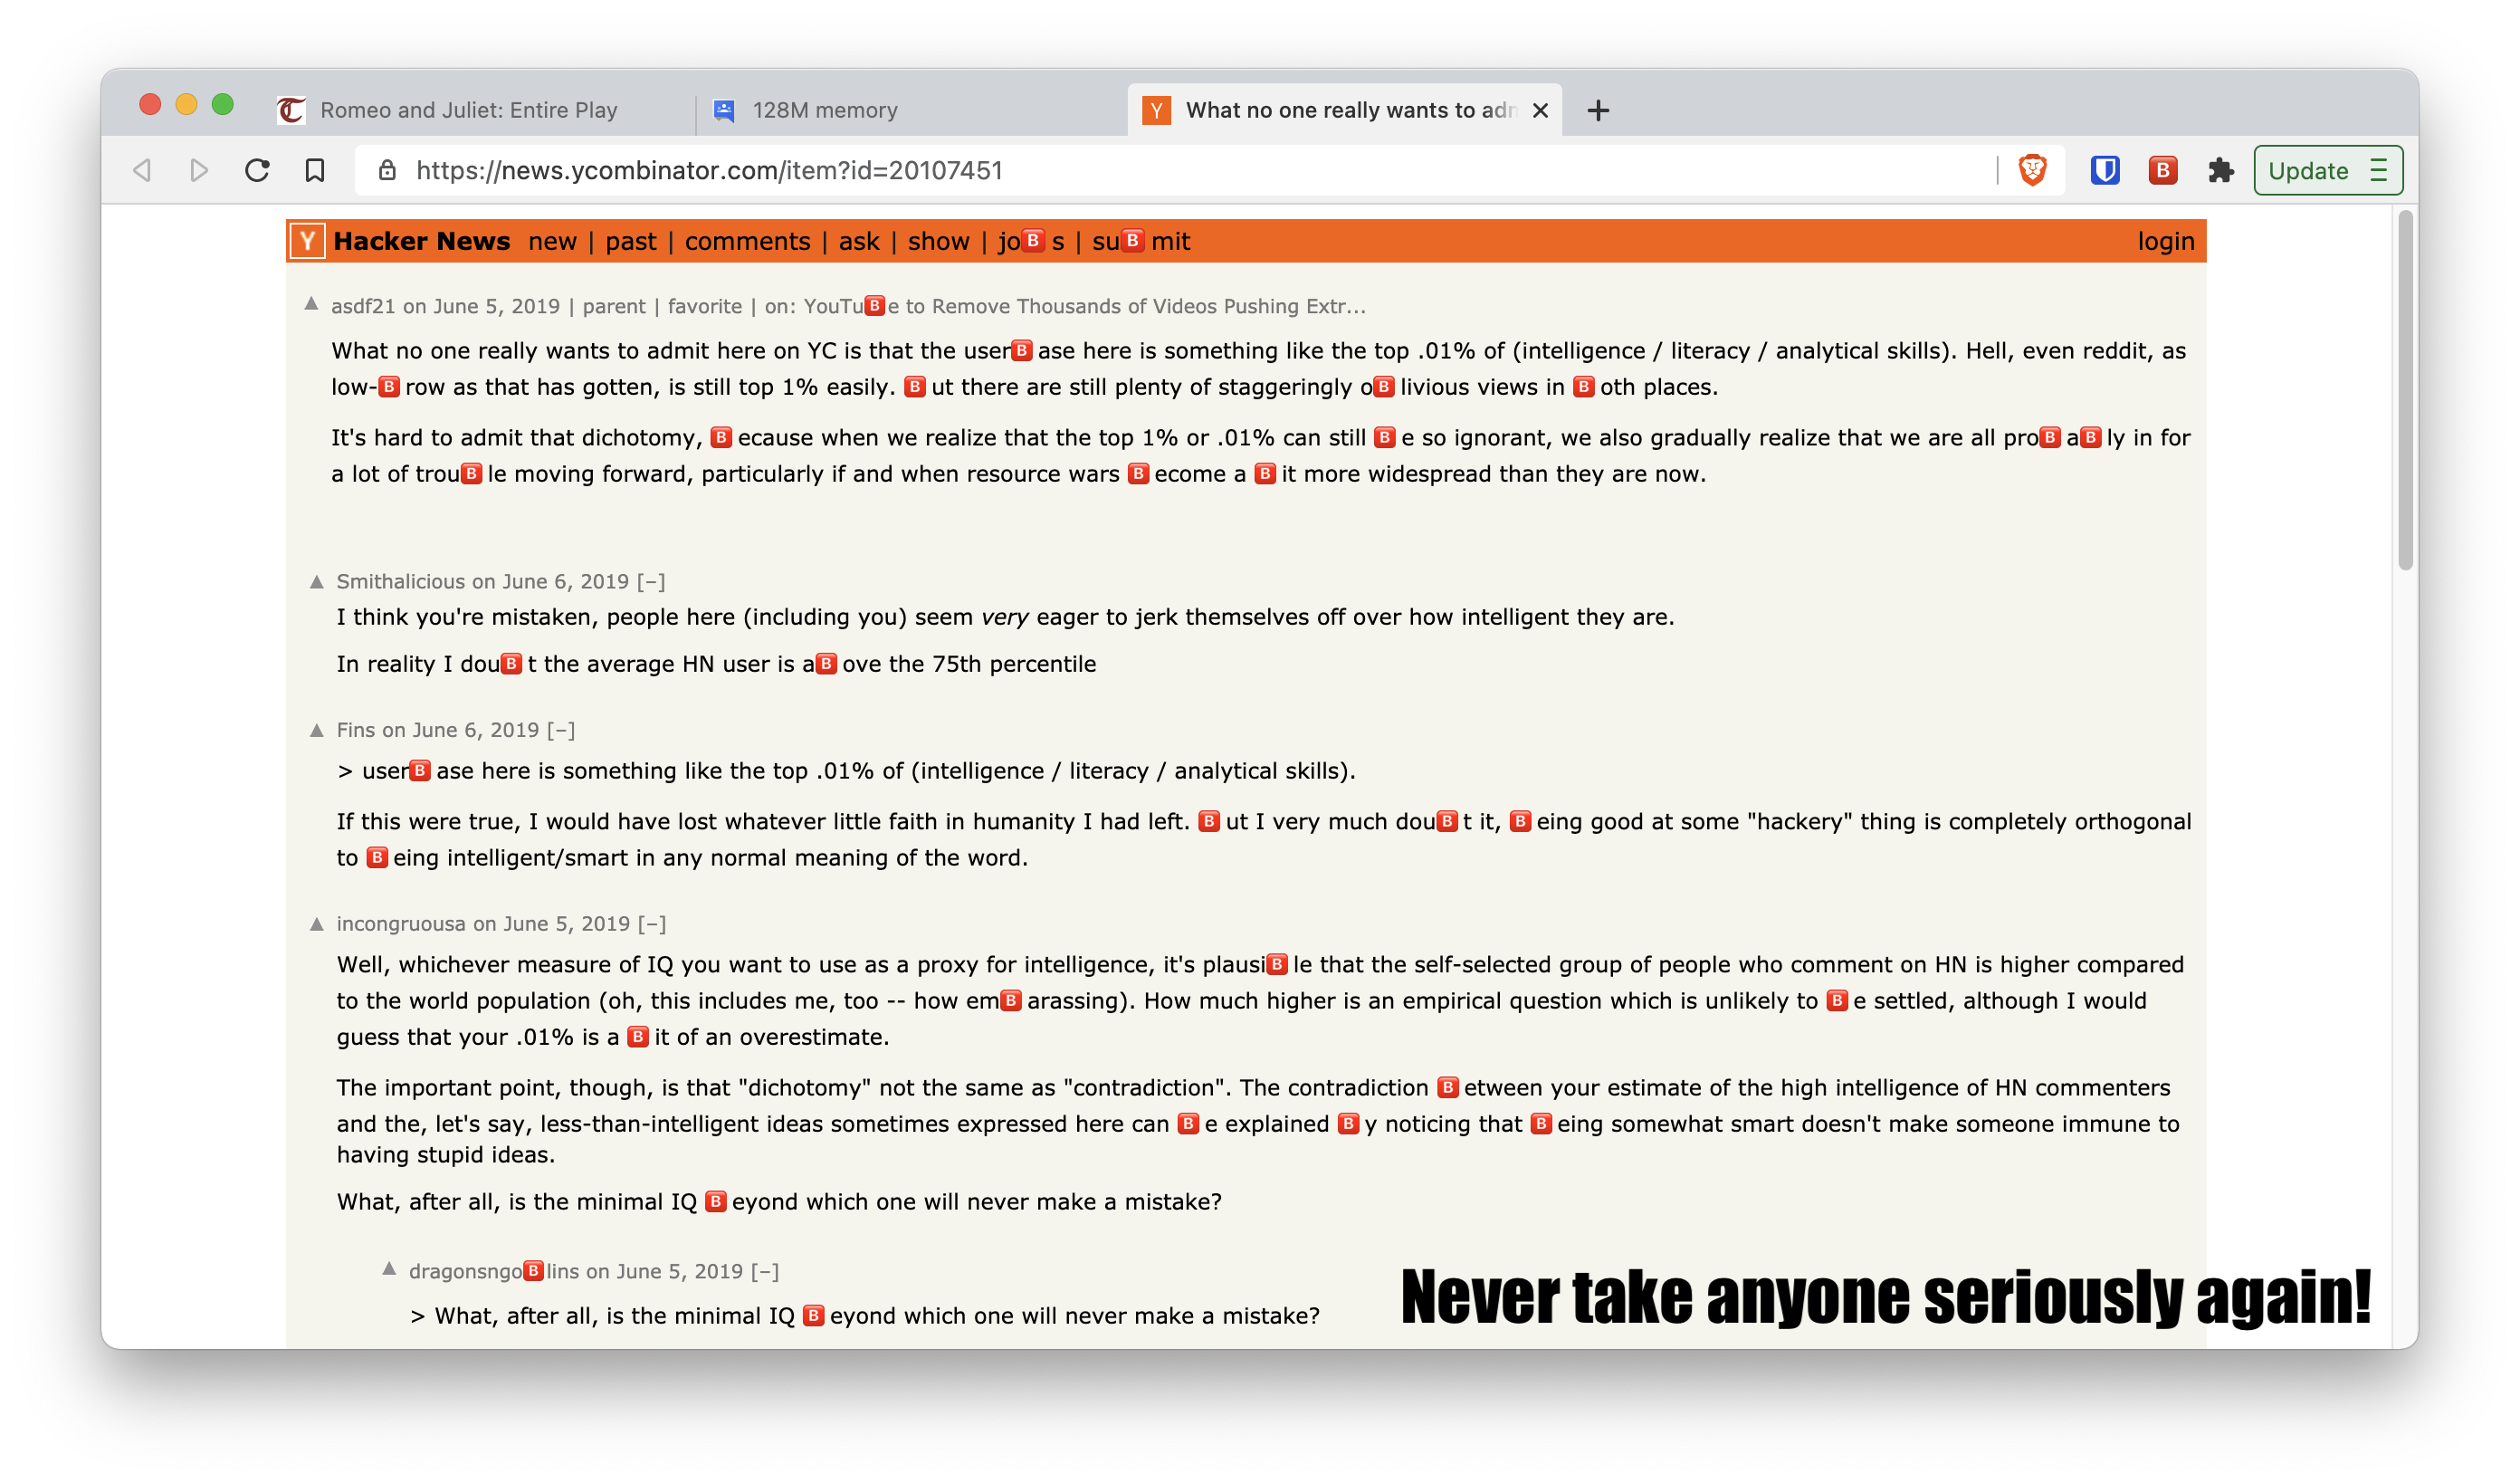 Romeo and Juliet: Entire Play
128M memory
Y What no one really wants to adm
https://news.ycombinator.com/item?id=20107451
B
Update
Y Hacker News new | past | comments | ask | show | jo🅱️s | su🅱️mit
login
asdf21 on June 5, 2019 | parent | favorite | on: YouTu🅱️e to Remove Thousands of Videos Pushing Extr...
What no one really wants to admit here on YC is that the user🅱️ase here is something like the top .01% of (intelligence / literacy / analytical skills). Hell, even reddit, as
low-🅱️row as that has gotten, is still top 1% easily. 🅱️ut there are still plenty of staggeringly o🅱️livious views in 🅱️oth places.
It's hard to admit that dichotomy, 🅱️ecause when we realize that the top 1% or .01% can still 🅱️e so ignorant, we also gradually realize that we are all pro🅱️a🅱️ly in for
a lot of trou🅱️le moving forward, particularly if and when resource wars 🅱️ecome a 🅱️it more widespread than they are now.
Smithalicious on June 6, 2019 [–]
I think you're mistaken, people here (including you) seem very eager to jerk themselves off over how intelligent they are.
In reality I dou🅱️t the average HN user is a🅱️ove the 75th percentile
Fins on June 6, 2019 [–]
> user🅱️ase here is something like the top .01% of (intelligence / literacy / analytical skills).
If this were true, I would have lost whatever little faith in humanity I had left. 🅱️ut I very much dou🅱️t it, 🅱️eing good at some "hackery" thing is completely orthogonal
to 🅱️eing intelligent/smart in any normal meaning of the word.
incongruousa on June 5, 2019 [–]
Well, whichever measure of IQ you want to use as a proxy for intelligence, it's plausi🅱️le that the self-selected group of people who comment on HN is higher compared
to the world population (oh, this includes me, too -- how em🅱️arassing). How much higher is an empirical question which is unlikely to 🅱️e settled, although I would
guess that your .01% is a 🅱️it of an overestimate.
The important point, though, is that "dichotomy" not the same as "contradiction". The contradiction 🅱️etween your estimate of the high intelligence of HN commenters
and the, let's say, less-than-intelligent ideas sometimes expressed here can 🅱️e explained 🅱️y noticing that 🅱️eing somewhat smart doesn't make someone immune to
having stupid ideas.
What, after all, is the minimal IQ 🅱️eyond which one will never make a mistake?
dragonsngo🅱️lins on June 5, 2019 [–]
> What, after all, is the minimal IQ 🅱️eyond which one will never make a mistake?
Never take anyone seriously again!